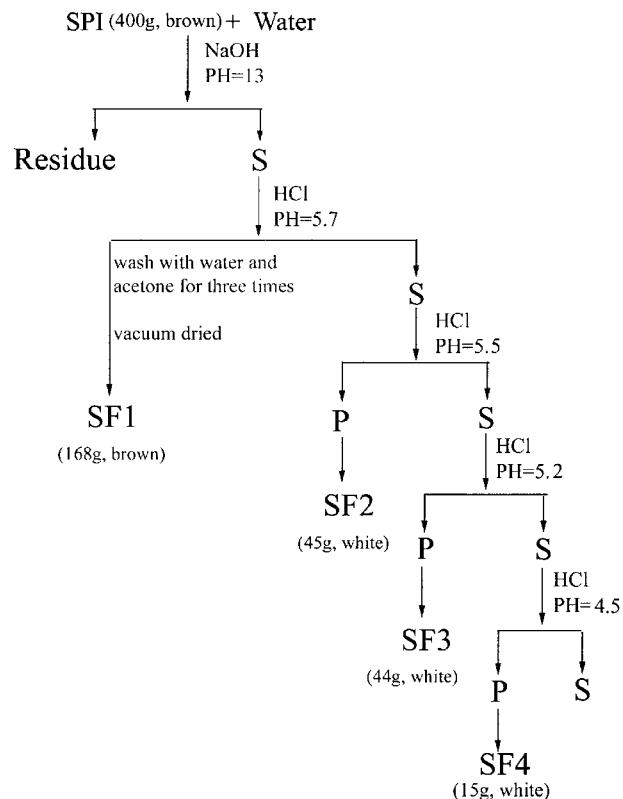 SPI (400g, brown) + Water
NaOH
PH=13
Residue
S
HCl
PH=5.7
wash with water and
acetone for three times
vacuum dried
S
HCl
PH=5.5
SF1
(168g, brown)
P
S
HCl
PH=5.2
SF2
(45g, white)
P
S
HCl
PH=4.5
SF3
(44g, white)
P
S
SF4
(15g, white)